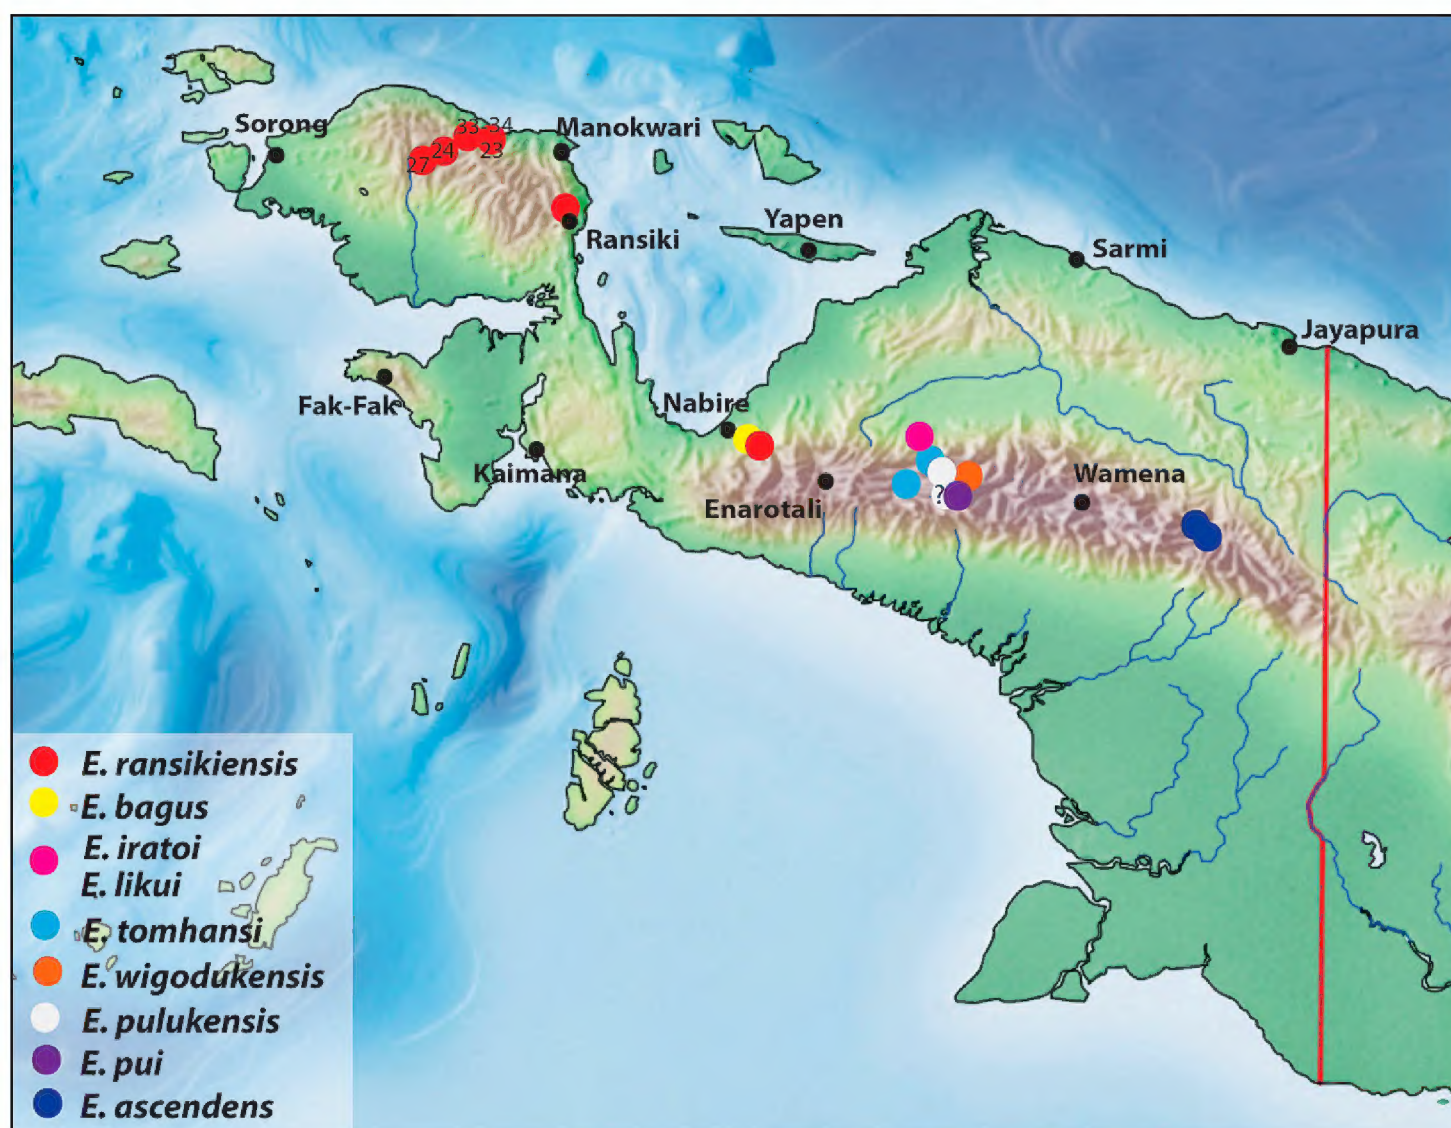 Sorong
33-34
Manokwari
27
24
23
Ransiki
Yapen
Sarmi
Jayapura
Fak-Fak
Nabire
Kaimana
Enarotali
?
Wamena
E. ransikiensis
E. bagus
E. iratoi
E. likui
E. tomhansi
E. wigodukensis
E. pulukensis
E. pui
E. ascendens